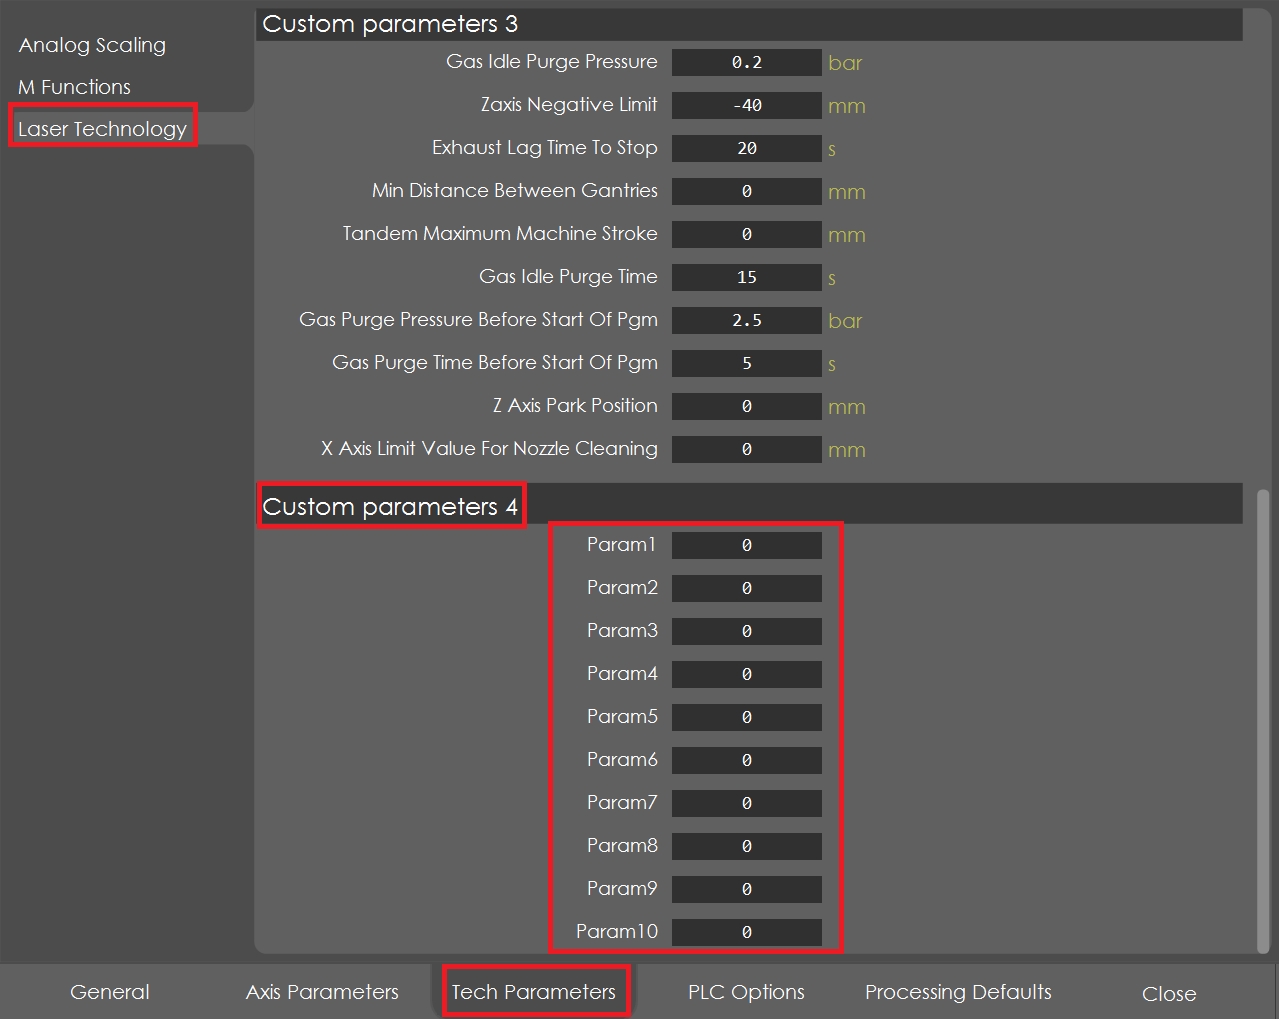 Analog Scaling
M Functions
Laser Technology
Custom parameters 3
Gas Idle Purge Pressure 0.2 bar
Zaxis Negative Limit -40 mm
Exhaust Lag Time To Stop 20 s
Min Distance Between Gantries 0 mm
Tandem Maximum Machine Stroke 0 mm
Gas Idle Purge Time 15 s
Gas Purge Pressure Before Start Of Pgm 2.5 bar
Gas Purge Time Before Start Of Pgm 5 s
Z Axis Park Position 0 mm
X Axis Limit Value For Nozzle Cleaning 0 mm
Custom parameters 4
Param1 0
Param2 0
Param3 0
Param4 0
Param5 0
Param6 0
Param7 0
Param8 0
Param9 0
Param10 0
General Axis Parameters Tech Parameters PLC Options Processing Defaults Close